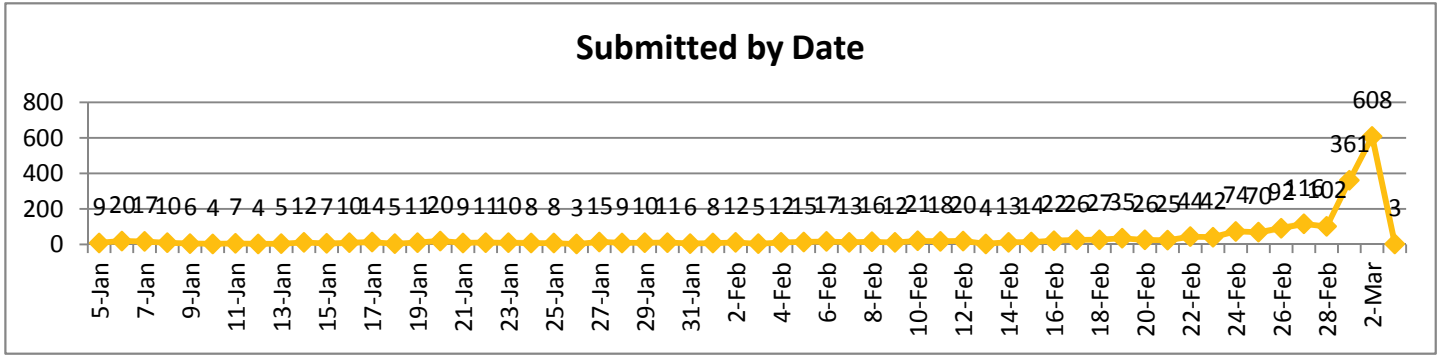 Submitted by Date
800
608
600
361
400
200
9 20 17 10 6 4 7 4 5 12 7 10 14 5 11 20 9 11 10 8 8 3 15 9 10 11 6 8 12 5 12 15 17 13 16 12 21 18 20 4 13 14 22 26 27 35 26 25 44 42 74 70 92 116 102 3
0
5-Jan 7-Jan 9-Jan 11-Jan 13-Jan 15-Jan 17-Jan 19-Jan 21-Jan 23-Jan 25-Jan 27-Jan 29-Jan 31-Jan 2-Feb 4-Feb 6-Feb 8-Feb 10-Feb 12-Feb 14-Feb 16-Feb 18-Feb 20-Feb 22-Feb 24-Feb 26-Feb 28-Feb 2-Mar